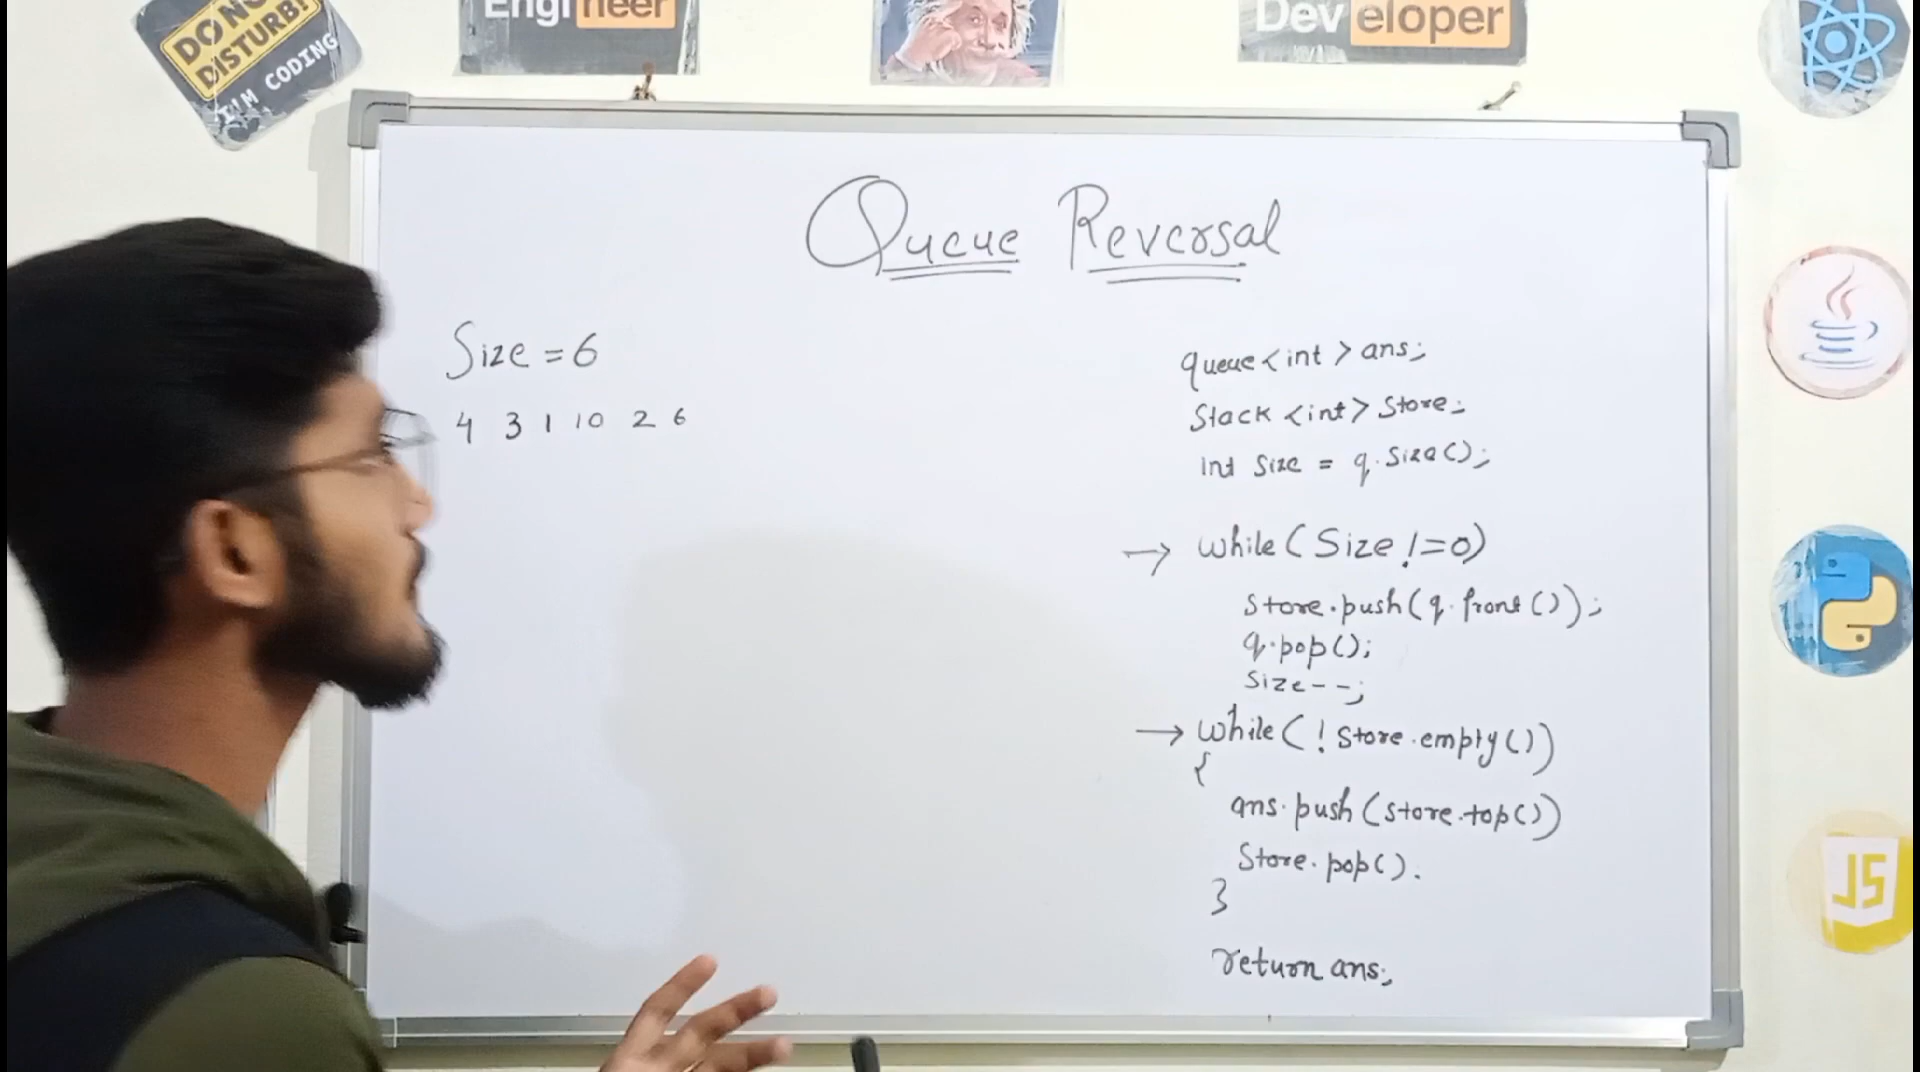 DONOT
DISTURB!
I'M CODING
Engineer
Developer
Queue Reversal
Size = 6
4 3 1 10 2 6
queue <int> ans;
Stack <int> Store;
int Size = q.Size();
→ while (Size != 0)
Store.push(q.front());
q.pop();
Size--;
→ while (! Store.empty())
{
ans.push (store.top())
Store.pop().
}
return ans;
JS